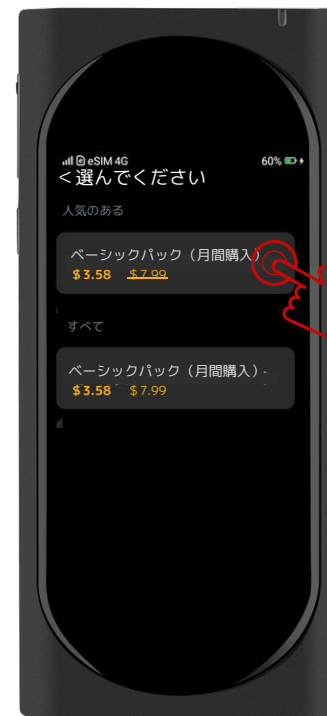 eSIM 4G 60%
<選んでください
人気のある
ベーシックパック（月間購入）
$3.58 $7.99
すべて
ベーシックパック（月間購入）
$3.58 $7.99